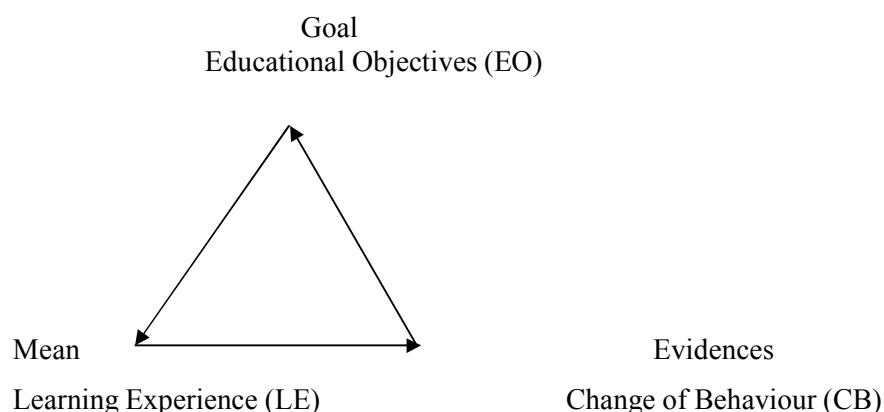 Goal
Educational Objectives (EO)
Mean Evidences
Learning Experience (LE) Change of Behaviour (CB)